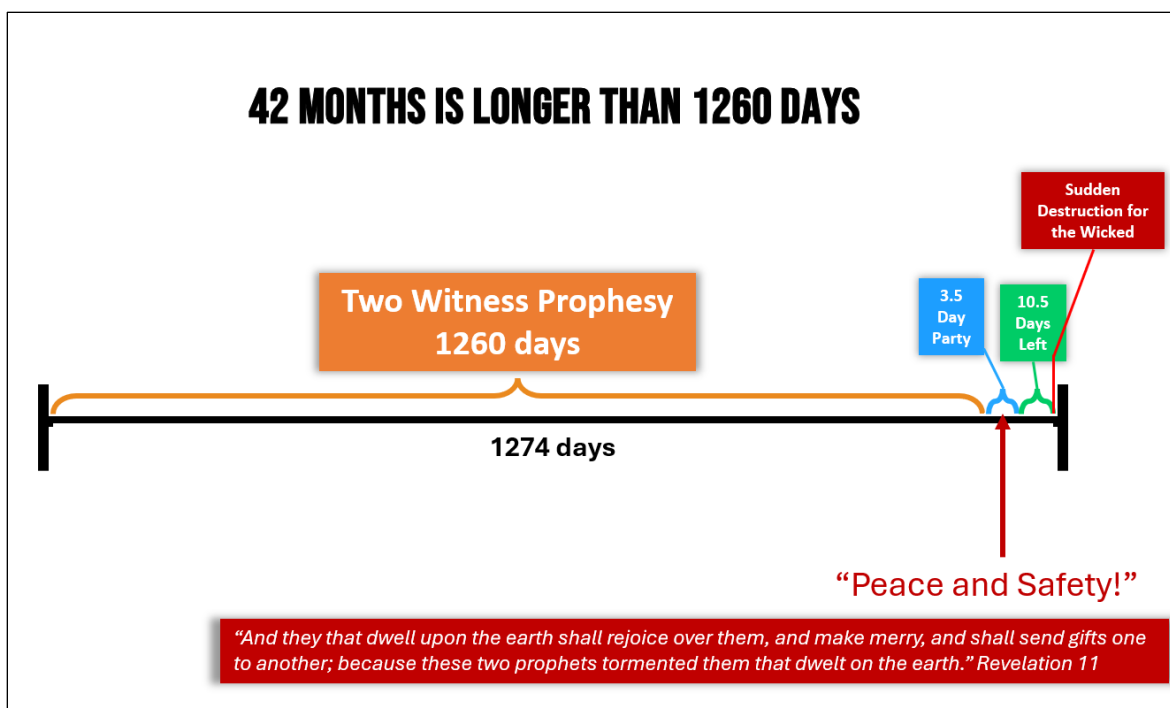 42 MONTHS IS LONGER THAN 1260 DAYS
Sudden
Destruction for
the Wicked
Two Witness Prophesy
1260 days
3.5
Day
Party
10.5
Days
Left
1274 days
“Peace and Safety!”
“And they that dwell upon the earth shall rejoice over them, and make merry, and shall send gifts one
to another; because these two prophets tormented them that dwelt on the earth.” Revelation 11